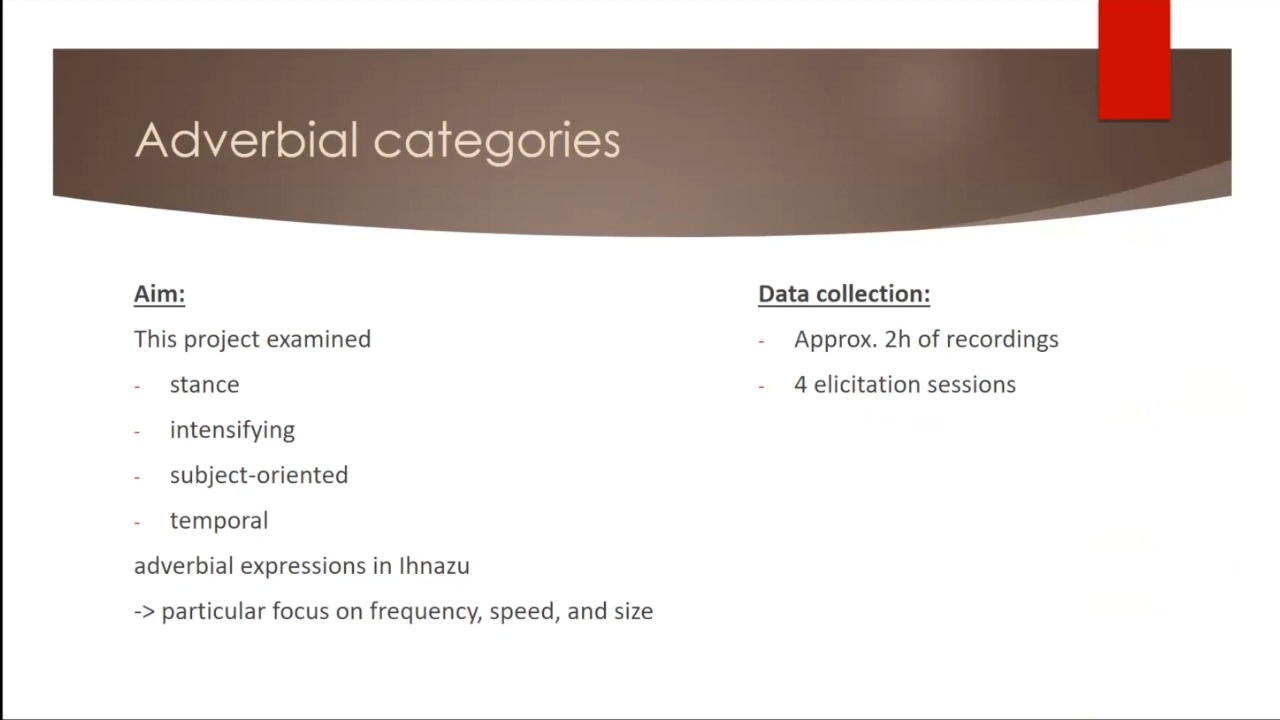 Adverbial categories
Aim:
This project examined
- stance
- intensifying
- subject-oriented
- temporal
adverbial expressions in Ihnazu
-> particular focus on frequency, speed, and size
Data collection:
- Approx. 2h of recordings
- 4 elicitation sessions